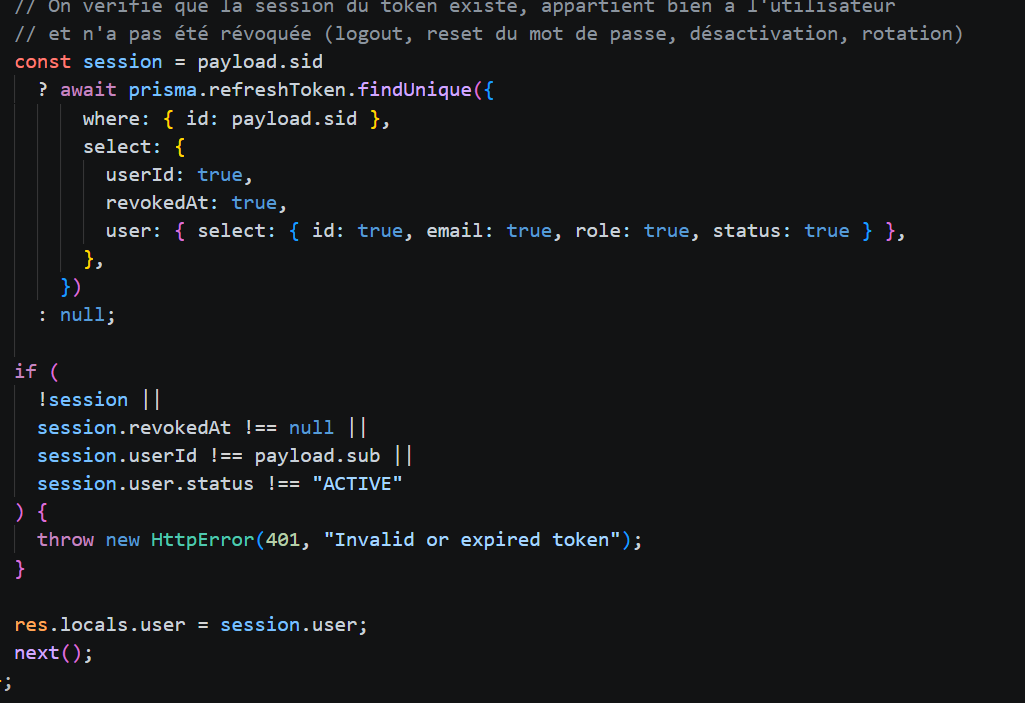 // On vérifie que la session du token existe, appartient bien à l'utilisateur
// et n'a pas été révoquée (logout, reset du mot de passe, désactivation, rotation)
const session = payload.sid
? await prisma.refreshToken.findUnique({
where: { id: payload.sid },
select: {
userId: true,
revokedAt: true,
user: { select: { id: true, email: true, role: true, status: true } },
},
})
: null;
if (
!session ||
session.revokedAt !== null ||
session.userId !== payload.sub ||
session.user.status !== "ACTIVE"
) {
throw new HttpError(401, "Invalid or expired token");
}
res.locals.user = session.user;
next();
;